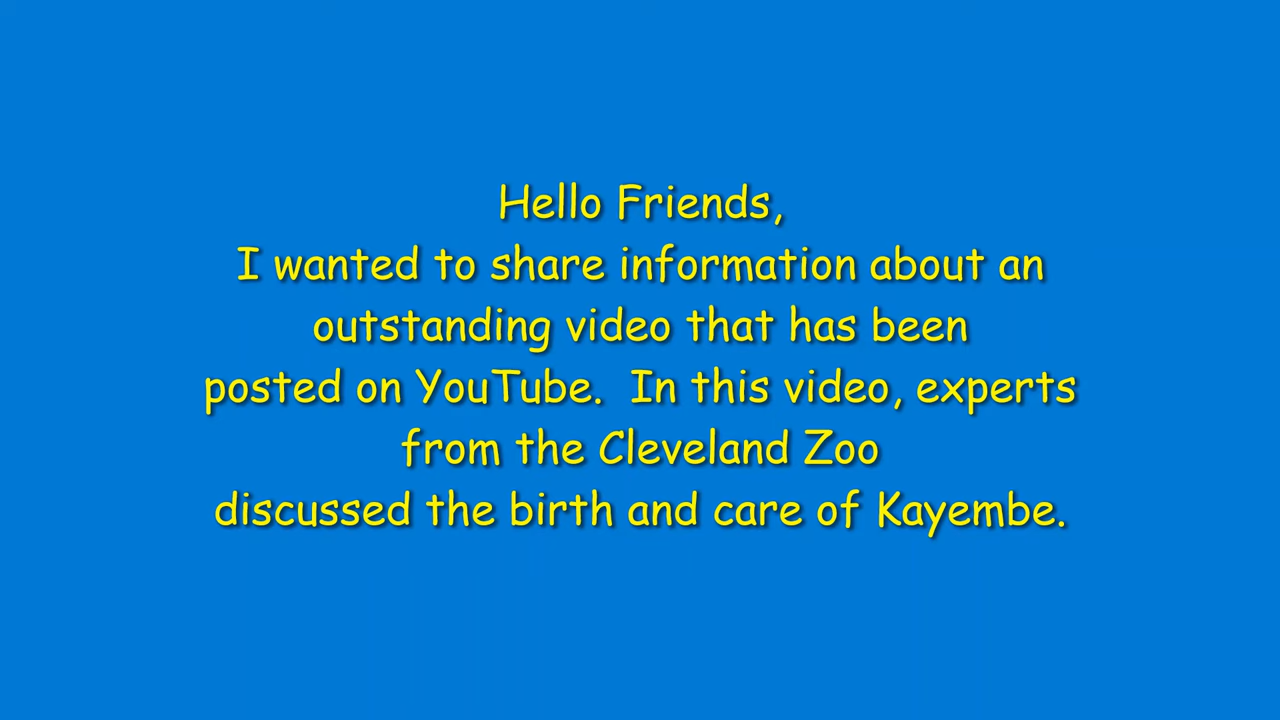 Hello Friends,
I wanted to share information about an
outstanding video that has been
posted on YouTube.  In this video, experts
from the Cleveland Zoo
discussed the birth and care of Kayembe.